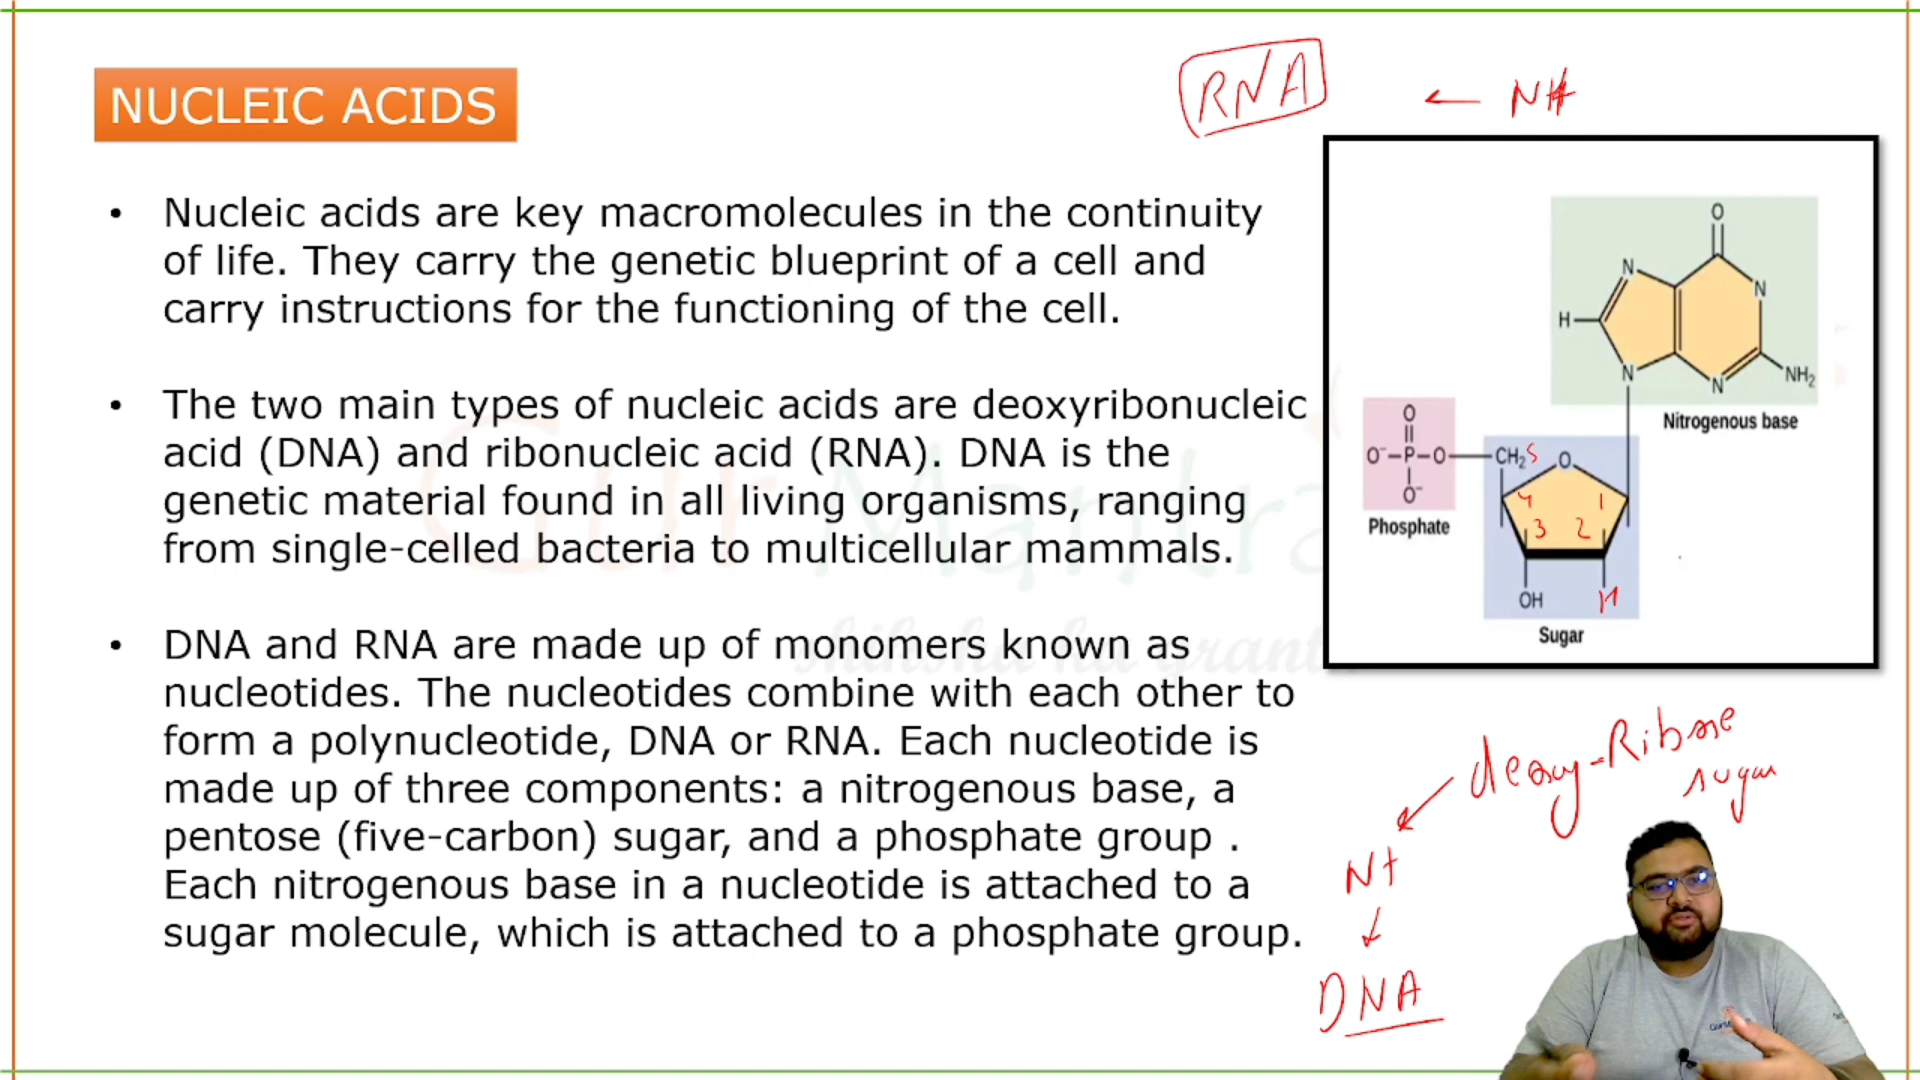 NUCLEIC ACIDS
RNA ← Nt
• Nucleic acids are key macromolecules in the continuity
of life. They carry the genetic blueprint of a cell and
carry instructions for the functioning of the cell.
• The two main types of nucleic acids are deoxyribonucleic
acid (DNA) and ribonucleic acid (RNA). DNA is the
genetic material found in all living organisms, ranging
from single-celled bacteria to multicellular mammals.
• DNA and RNA are made up of monomers known as
nucleotides. The nucleotides combine with each other to
form a polynucleotide, DNA or RNA. Each nucleotide is
made up of three components: a nitrogenous base, a
pentose (five-carbon) sugar, and a phosphate group .
Each nitrogenous base in a nucleotide is attached to a
sugar molecule, which is attached to a phosphate group.
O
N
N
H
N
N
NH₂
Nitrogenous base
O
O⁻ P O
O⁻
Phosphate
CH₂ 5 O
4 1
3 2
OH H
Sugar
deoxy-Ribose
sugar
Nt
DNA